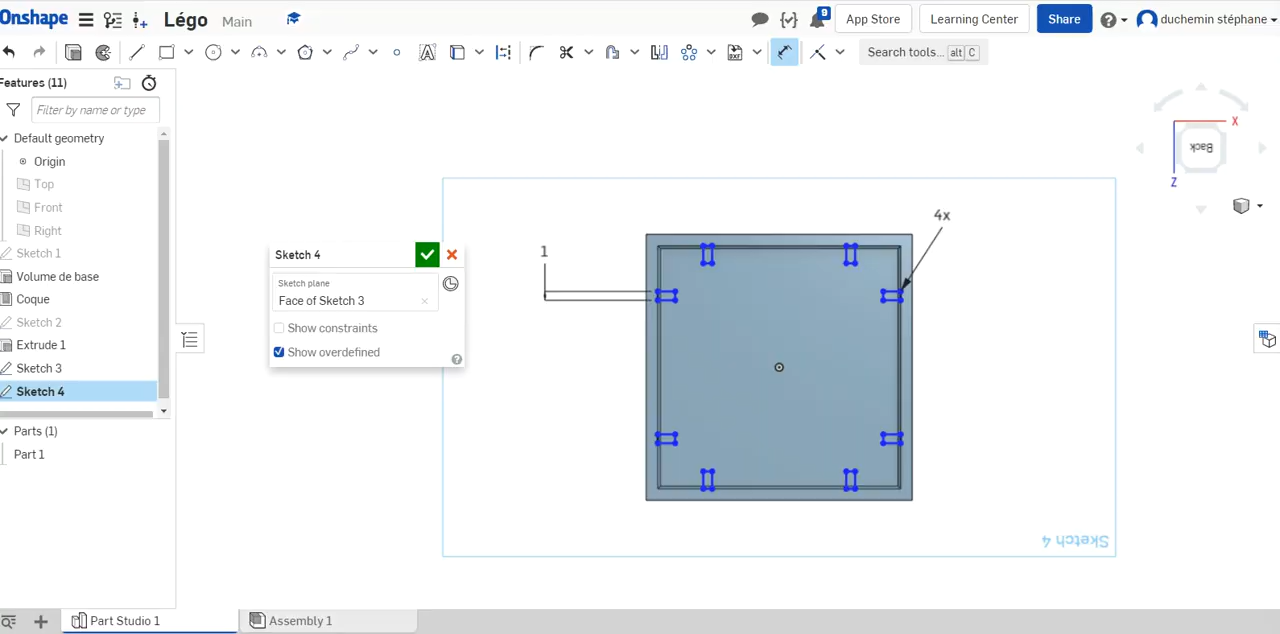 Onshape Légo Main 9 App Store Learning Center Share duchemin stéphane
Search tools... alt C
Features (11)
Filter by name or type
Default geometry
Origin
Top
Front
Right
Sketch 1
Volume de base
Coque
Sketch 2
Extrude 1
Sketch 3
Sketch 4
Parts (1)
Part 1
Sketch 4
Sketch plane
Face of Sketch 3
Show constraints
Show overdefined
1
4x
X
Back
Z
Sketch 4
Part Studio 1
Assembly 1